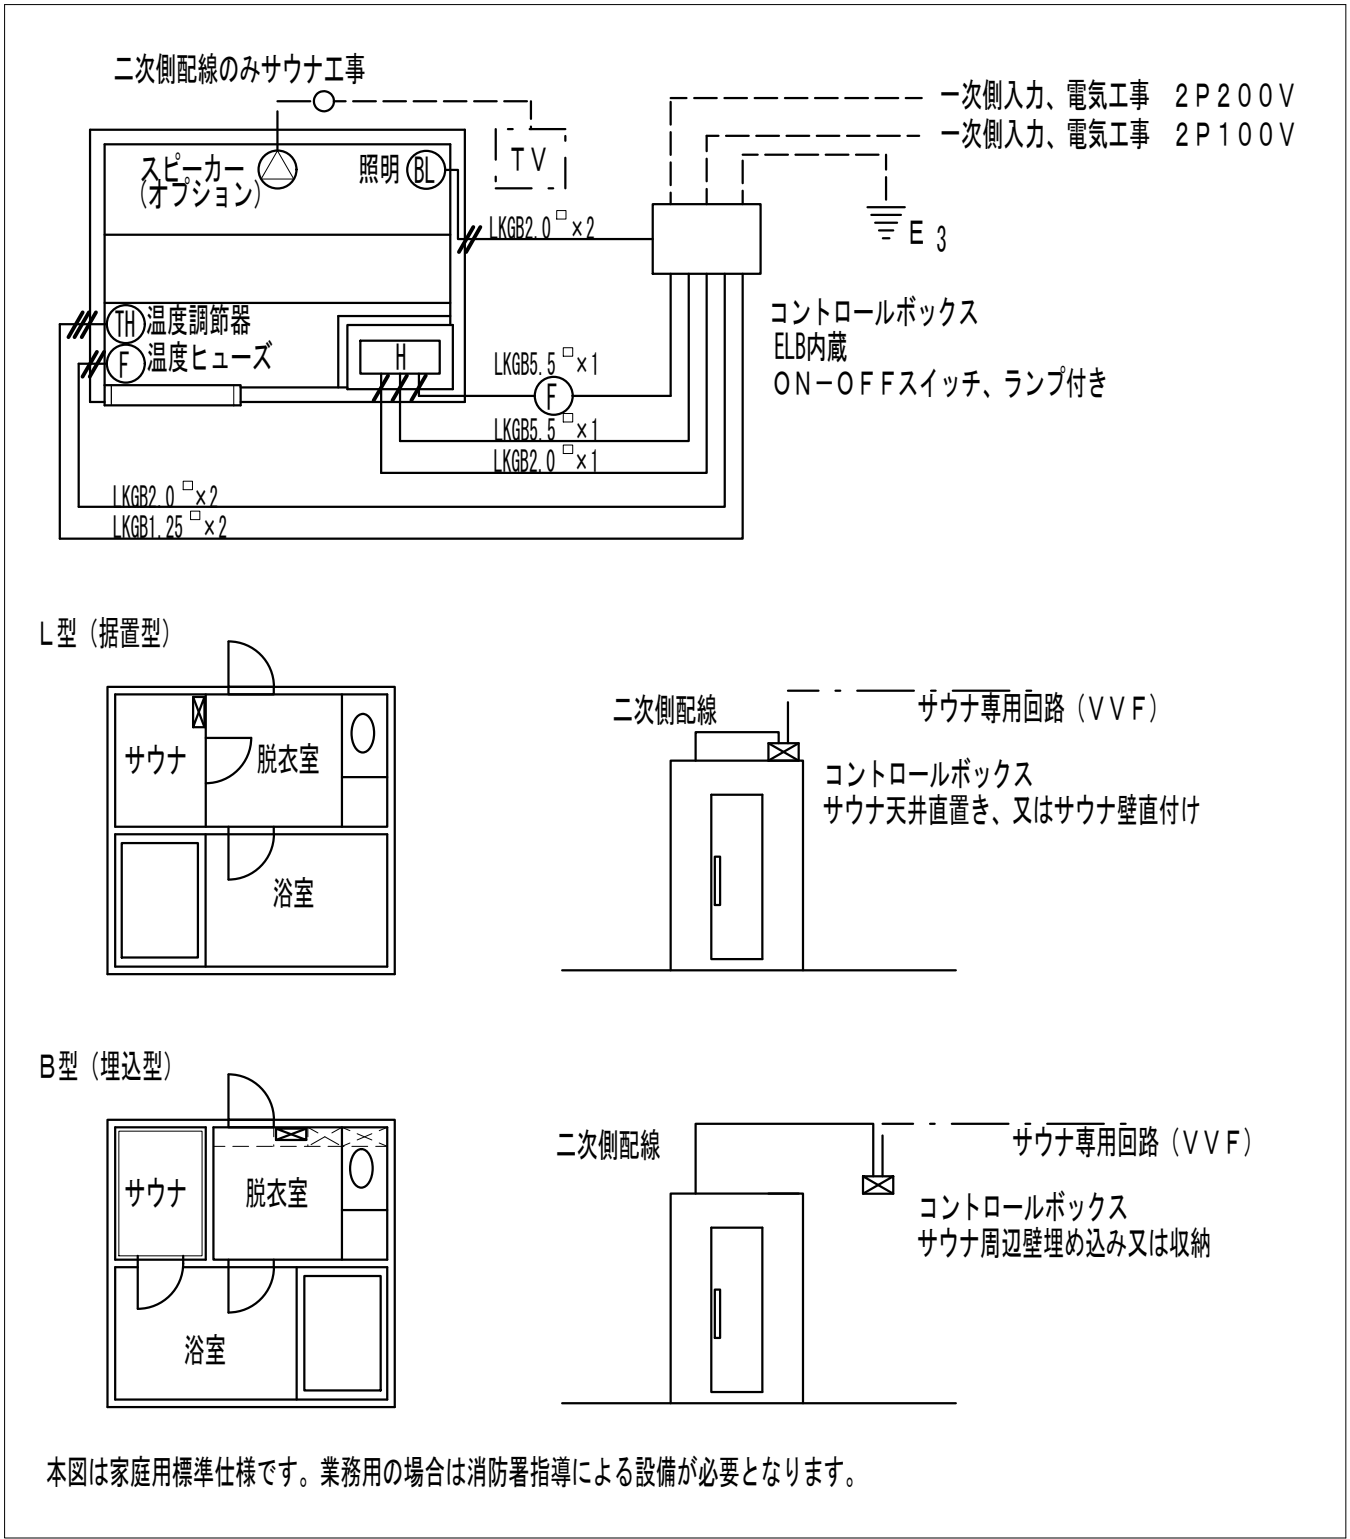 二次側配線のみサウナ工事
一次側入力、電気工事　２Ｐ２００Ｖ
一次側入力、電気工事　２Ｐ１００Ｖ
スピーカー
(オプション)
照明
BL
ＴＶ
LKGB2.0□×2
Ｅ3
TH
温度調節器
F
温度ヒューズ
H
LKGB5.5□×1
F
LKGB5.5□×1
LKGB2.0□×1
コントロールボックス
ELB内蔵
ＯＮ－ＯＦＦスイッチ、ランプ付き
LKGB2.0□×2
LKGB1.25□×2
Ｌ型（据置型）
サウナ
脱衣室
浴室
二次側配線
サウナ専用回路（ＶＶＦ）
コントロールボックス
サウナ天井直置き、又はサウナ壁直付け
Ｂ型（埋込型）
サウナ
脱衣室
浴室
二次側配線
サウナ専用回路（ＶＶＦ）
コントロールボックス
サウナ周辺壁埋め込み又は収納
本図は家庭用標準仕様です。業務用の場合は消防署指導による設備が必要となります。